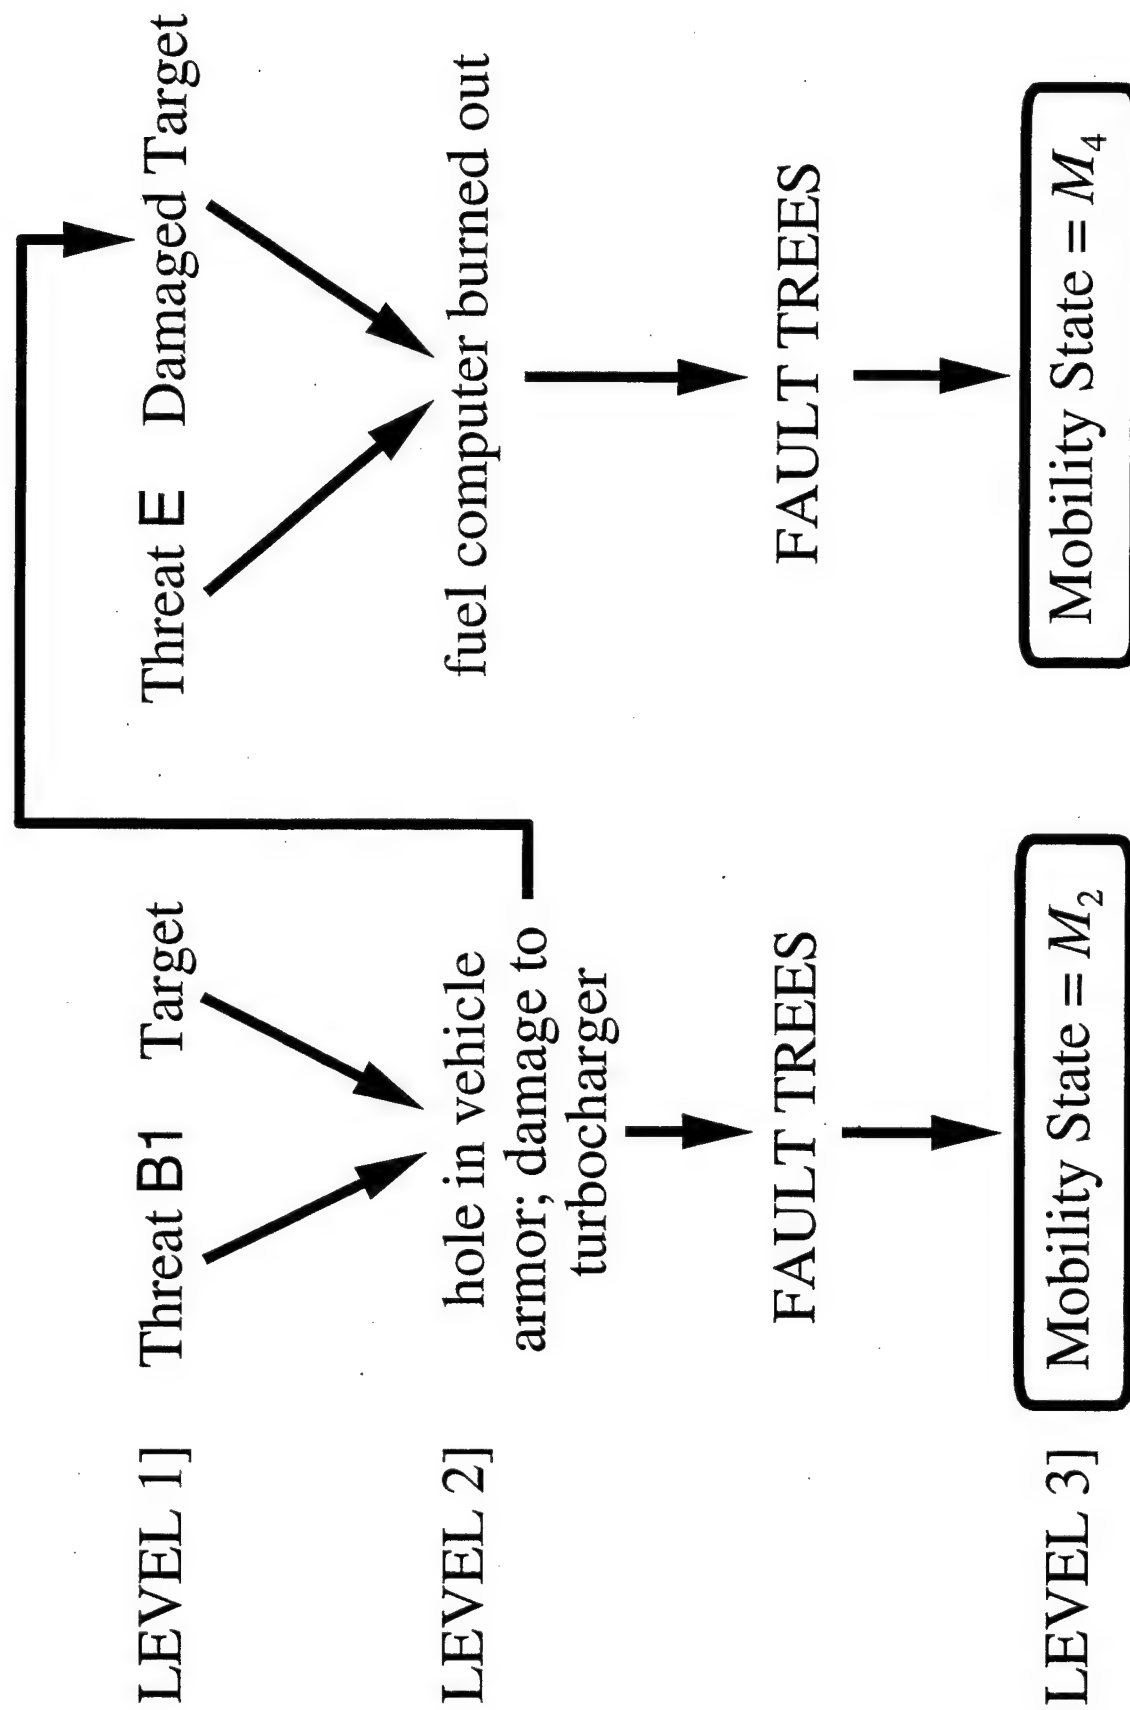 LEVEL 1]
Threat B1 Target
Threat E Damaged Target
LEVEL 2]
hole in vehicle
armor; damage to
turbocharger
fuel computer burned out
FAULT TREES
FAULT TREES
LEVEL 3]
Mobility State = M₂
Mobility State = M₄